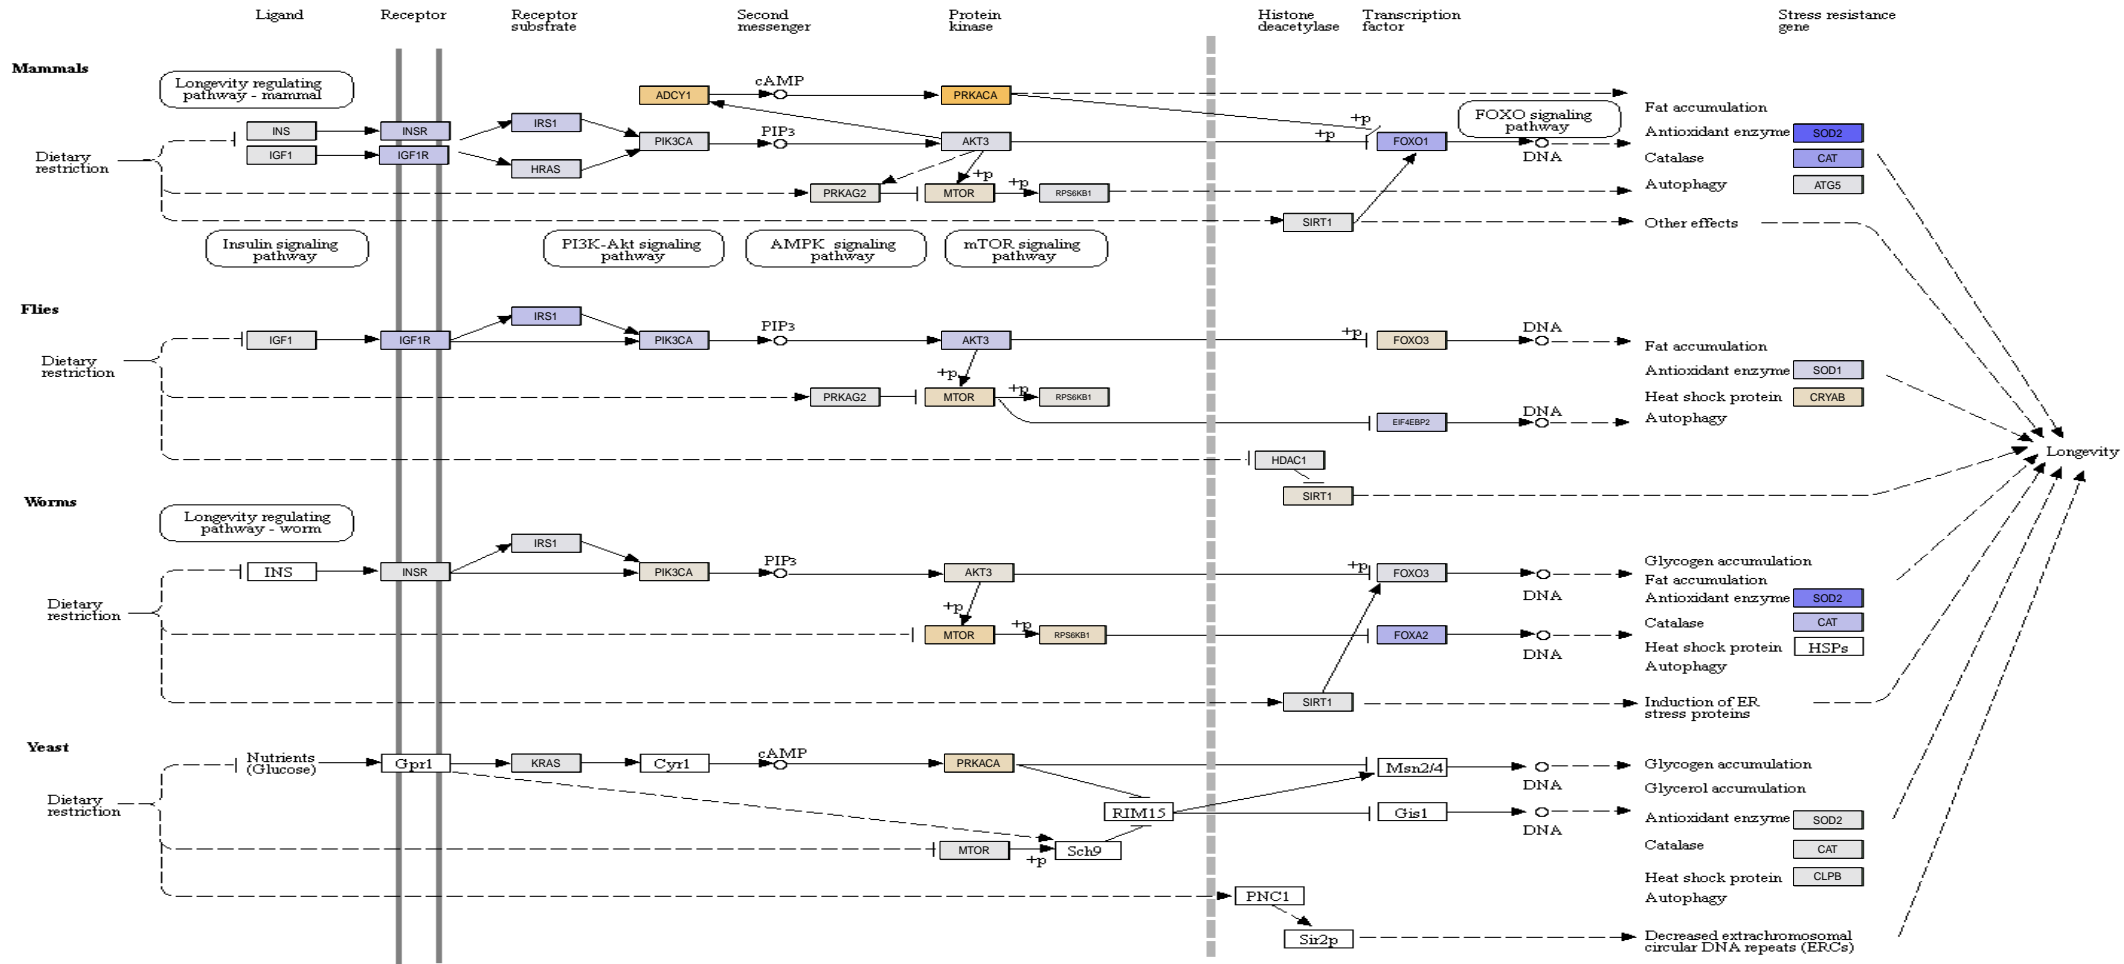 Ligand
Receptor
Receptor
substrate
Second
messenger
Protein
kinase
Histone
deacetylase
Transcription
factor
Stress resistance
gene
Mammals
Longevity regulating
pathway - mammal
ADCY1
cAMP
PRKACA
FOXO signaling
pathway
Fat accumulation
INS
INSR
IRS1
PIP3
+p
+p
Antioxidant enzyme
SOD2
PIK3CA
AKT3
FOXO1
DNA
Dietary
restriction
IGF1
IGF1R
HRAS
Catalase
CAT
+p
+p
PRKAG2
MTOR
RPS6KB1
Autophagy
ATG5
SIRT1
Other effects
Insulin signaling
pathway
PI3K-Akt signaling
pathway
AMPK signaling
pathway
mTOR signaling
pathway
Flies
IRS1
PIP3
+p
DNA
IGF1
IGF1R
PIK3CA
AKT3
FOXO3
Fat accumulation
Dietary
restriction
+p
+p
Antioxidant enzyme
SOD1
PRKAG2
MTOR
RPS6KB1
Heat shock protein
CRYAB
DNA
EIF4EBP2
Autophagy
HDAC1
SIRT1
Longevity
Worms
Longevity regulating
pathway - worm
IRS1
PIP3
+p
INS
INSR
PIK3CA
AKT3
FOXO3
DNA
Glycogen accumulation
Fat accumulation
Dietary
restriction
+p
+p
Antioxidant enzyme
SOD2
Catalase
CAT
MTOR
RPS6KB1
FOXA2
DNA
Heat shock protein
HSPs
Autophagy
SIRT1
Induction of ER
stress proteins
Yeast
Nutrients
(Glucose)
Gpr1
KRAS
Cyr1
cAMP
PRKACA
Msn2/4
DNA
Glycogen accumulation
Glycerol accumulation
Dietary
restriction
RIM15
Gis1
DNA
Antioxidant enzyme
SOD2
MTOR
+p
Sch9
Catalase
CAT
Heat shock protein
CLPB
PNC1
Autophagy
Sir2p
Decreased extrachromosomal
circular DNA repeats (ERCs)